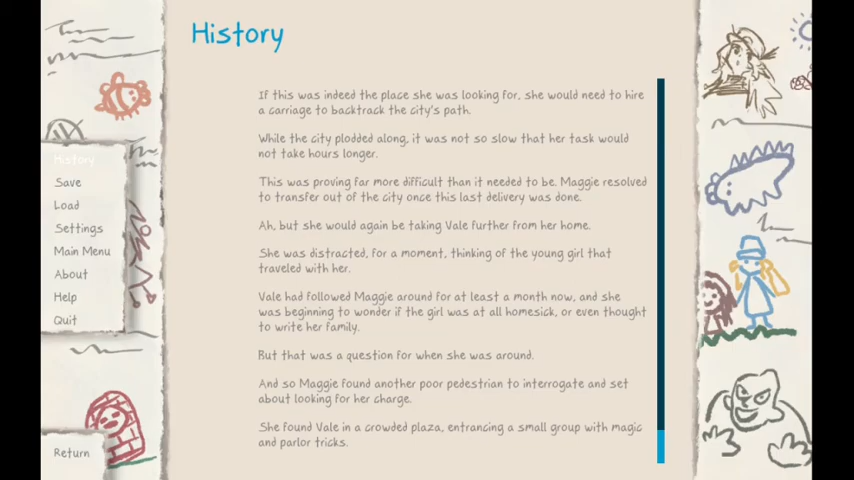 History
If this was indeed the place she was looking for, she would need to hire
a carriage to backtrack the city's path.
While the city plodded along, it was not so slow that her task would
not take hours longer.
This was proving far more difficult than it needed to be. Maggie resolved
to transfer out of the city once this last delivery was done.
Ah, but she would again be taking Vale further from her home.
She was distracted, for a moment, thinking of the young girl that
traveled with her.
Vale had followed Maggie around for at least a month now, and she
was beginning to wonder if the girl was at all homesick, or even thought
to write her family.
But that was a question for when she was around.
And so Maggie found another poor pedestrian to interrogate and set
about looking for her charge.
She found Vale in a crowded plaza, entrancing a small group with magic
and parlor tricks.
History
Save
Load
Settings
Main Menu
About
Help
Quit
Return